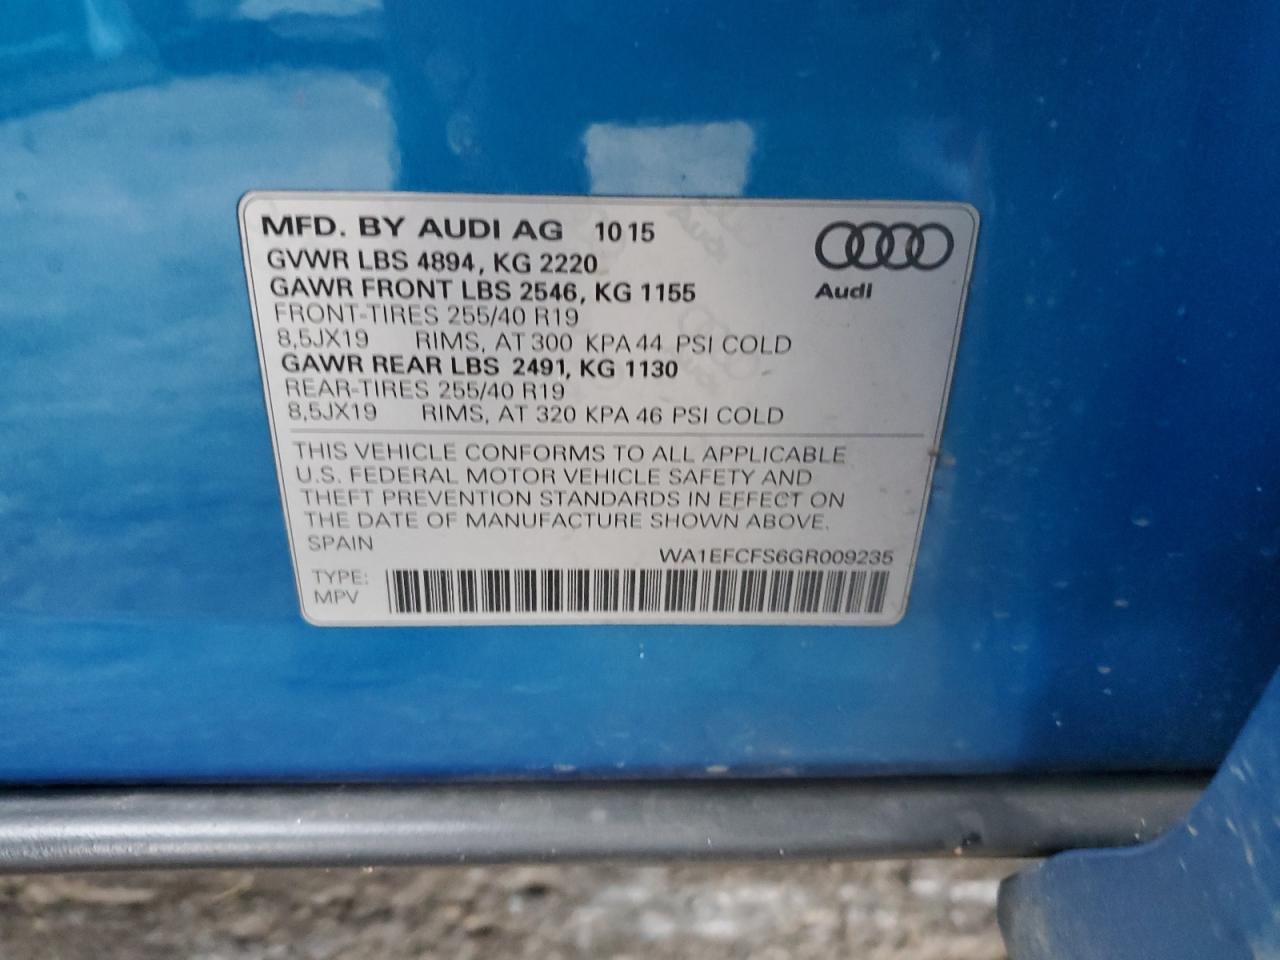 MFD. BY AUDI AG 10 15
Audi
GVWR LBS 4894, KG 2220
GAWR FRONT LBS 2546, KG 1155
FRONT-TIRES 255/40 R19
8,5JX19 RIMS, AT 300 KPA 44 PSI COLD
GAWR REAR LBS 2491, KG 1130
REAR-TIRES 255/40 R19
8,5JX19 RIMS, AT 320 KPA 46 PSI COLD
THIS VEHICLE CONFORMS TO ALL APPLICABLE
U.S. FEDERAL MOTOR VEHICLE SAFETY AND
THEFT PREVENTION STANDARDS IN EFFECT ON
THE DATE OF MANUFACTURE SHOWN ABOVE.
SPAIN WA1EFCFS6GR009235
TYPE:
MPV